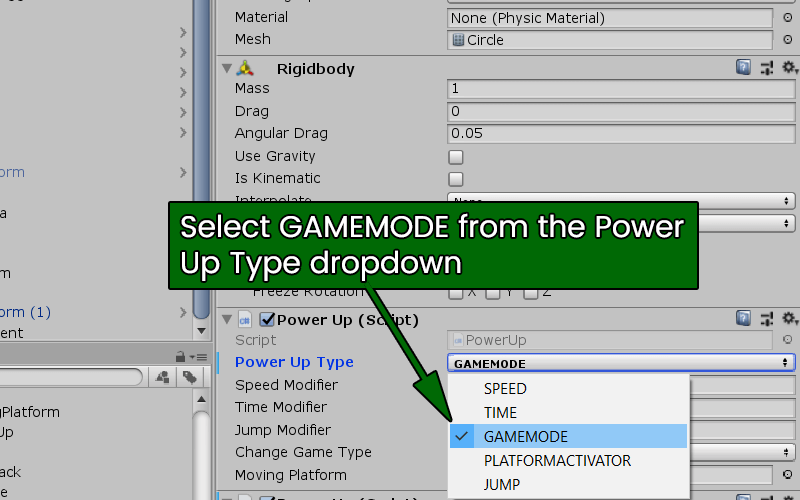 Material
None (Physic Material)
Mesh
Circle
Rigidbody
Mass
1
Drag
0
Angular Drag
0.05
Use Gravity
Is Kinematic
orm
Select GAMEMODE from the Power
Up Type dropdown
Freeze Rotation
X Y Z
orm (1)
ent
Power Up (Script)
Script
PowerUp
Power Up Type
GAMEMODE
Speed Modifier
SPEED
Time Modifier
TIME
Jump Modifier
GAMEMODE
Change Game Type
PLATFORMACTIVATOR
Moving Platform
JUMP
gPlatform
Up
ack
e